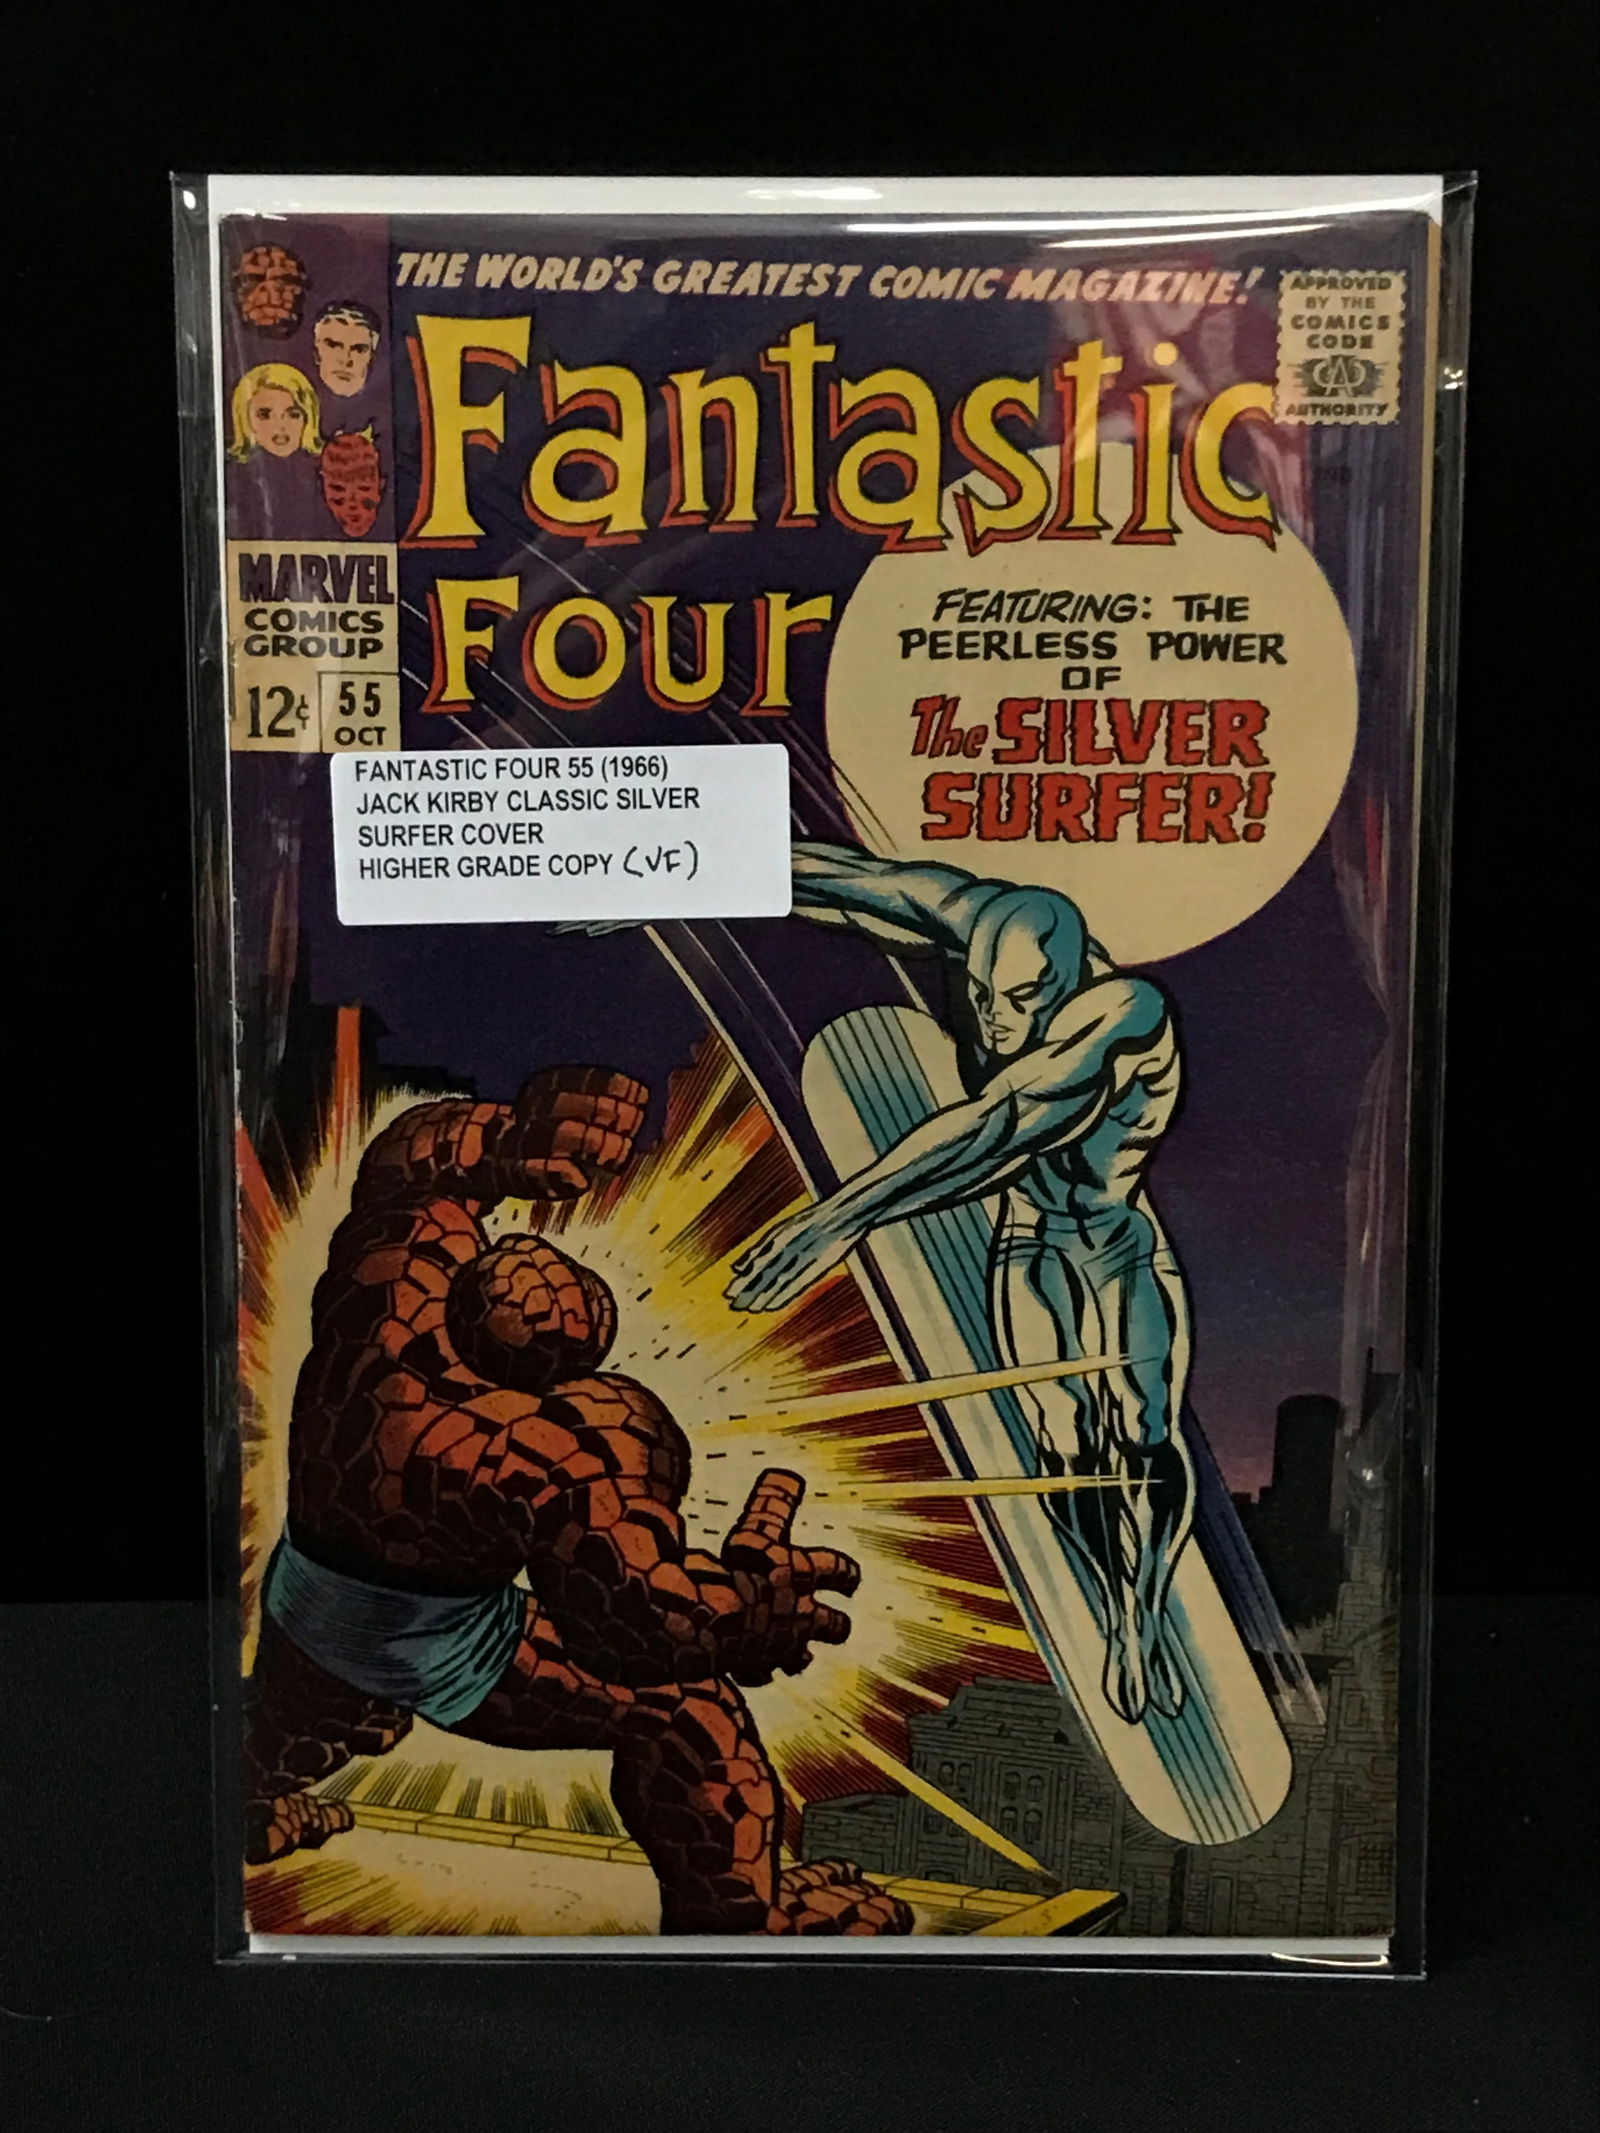 THE WORLD'S GREATEST COMIC MAGAZINE!
APPROVED
BY THE
COMICS
CODE
CA
AUTHORITY
Fantastic
Four
MARVEL
COMICS
GROUP
12¢
55
OCT
FEATURING: THE
PEERLESS POWER
OF
The SILVER
SURFER!
FANTASTIC FOUR 55 (1966)
JACK KIRBY CLASSIC SILVER
SURFER COVER
HIGHER GRADE COPY (VF)